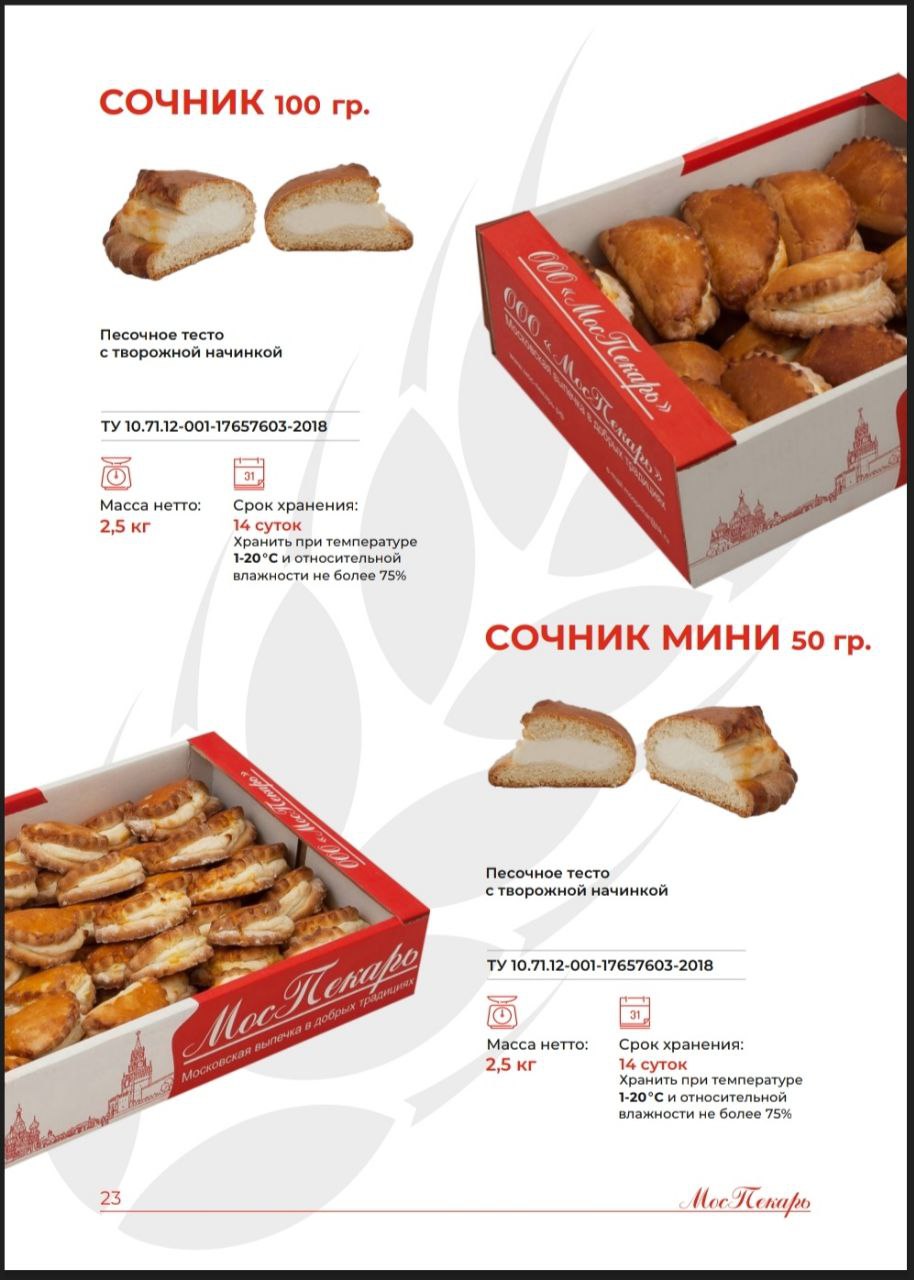 СОЧНИК 100 гр.
Песочное тесто
с творожной начинкой
ТУ 10.71.12-001-17657603-2018
31
Масса нетто:
2,5 кг
Срок хранения:
14 суток
Хранить при температуре
1-20°С и относительной
влажности не более 75%
ООО «МосПекарь»
ООО «МосПекарь»
Московская выпечка в добрых традициях
СОЧНИК МИНИ 50 гр.
Песочное тесто
с творожной начинкой
ТУ 10.71.12-001-17657603-2018
31
Масса нетто:
2,5 кг
Срок хранения:
14 суток
Хранить при температуре
1-20°С и относительной
влажности не более 75%
ООО «МосПекарь»
МосПекарь
Московская выпечка в добрых традициях
23
МосПекарь